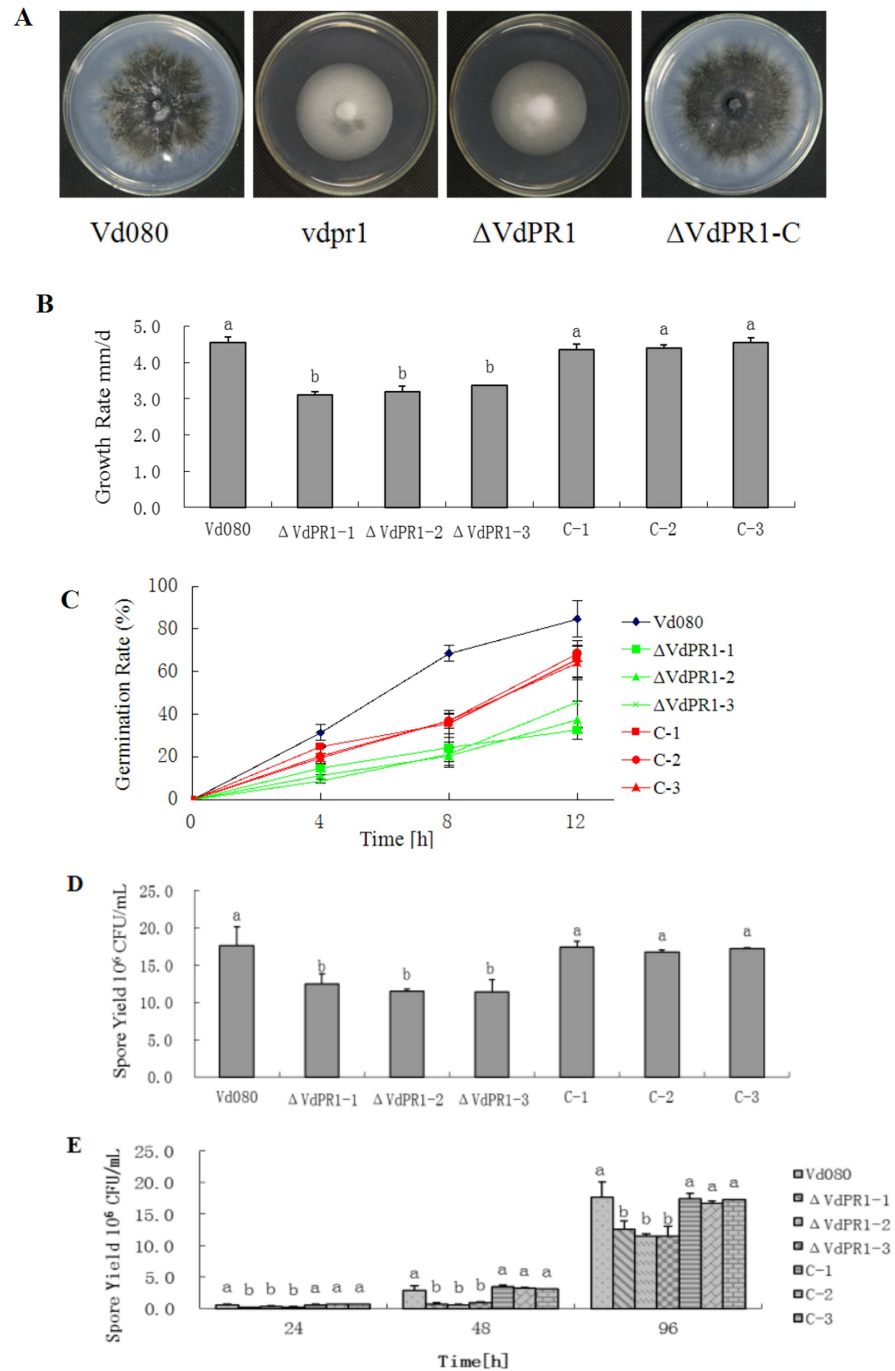 A
Vd080 vdpr1 ΔVdPR1 ΔVdPR1-C
B
Growth Rate mm/d
5.0
4.0
3.0
2.0
1.0
0.0
a b b b a a a
Vd080 ΔVdPR1-1 ΔVdPR1-2 ΔVdPR1-3 C-1 C-2 C-3
C
Germination Rate (%)
100
80
60
40
20
0
0 4 8 12
Time [h]
Vd080
ΔVdPR1-1
ΔVdPR1-2
ΔVdPR1-3
C-1
C-2
C-3
D
Spore Yield 10⁶ CFU/mL
25.0
20.0
15.0
10.0
5.0
0.0
a b b b a a a
Vd080 ΔVdPR1-1 ΔVdPR1-2 ΔVdPR1-3 C-1 C-2 C-3
E
Spore Yield 10⁶ CFU/mL
25.0
20.0
15.0
10.0
5.0
0.0
a b b b a a a
a b b b a a a
a b b b a a a
24 48 96
Time[h]
Vd080
ΔVdPR1-1
ΔVdPR1-2
ΔVdPR1-3
C-1
C-2
C-3